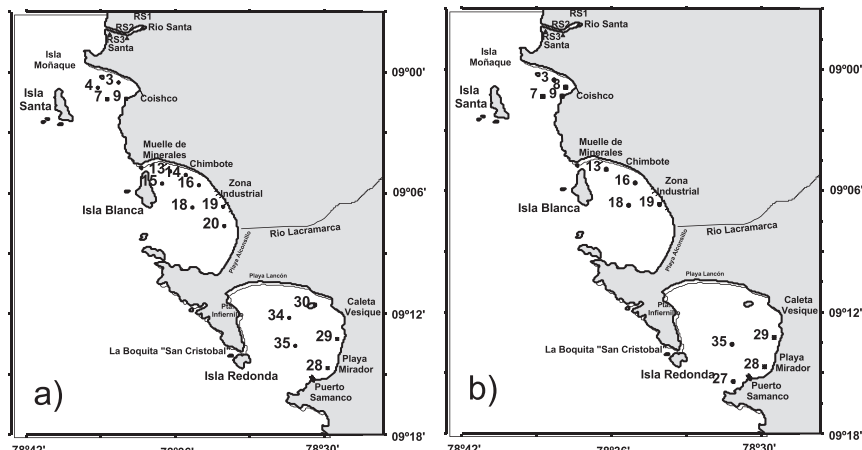 RS1
RS2
Rio Santa
RS3
Santa
Isla
Moñaque
3
4
Isla
Santa
7
9
Coishco
09°00'
Muelle de
Minerales
Chimbote
13
14
15
16
Zona
Industrial
09°06'
Isla Blanca
18
19
20
Rio Lacramarca
Playa Alconsillo
Playa Lancón
Pta.
Infiernillo
30
Caleta
Vesique
09°12'
34
29
35
La Boquita "San Cristobal"
Isla Redonda
28
Playa
Mirador
Puerto
Samanco
a)
09°18'
78°42'
78°36'
78°30'
RS1
RS2
Rio Santa
RS3
Santa
Isla
Moñaque
3
8
Isla
Santa
7
9
Coishco
09°00'
Muelle de
Minerales
Chimbote
13
16
Zona
Industrial
09°06'
Isla Blanca
18
19
Rio Lacramarca
Playa Alconsillo
Playa Lancón
Pta.
Infiernillo
Caleta
Vesique
09°12'
29
35
La Boquita "San Cristobal"
Isla Redonda
28
27
Playa
Mirador
Puerto
Samanco
b)
09°18'
78°42'
78°36'
78°30'